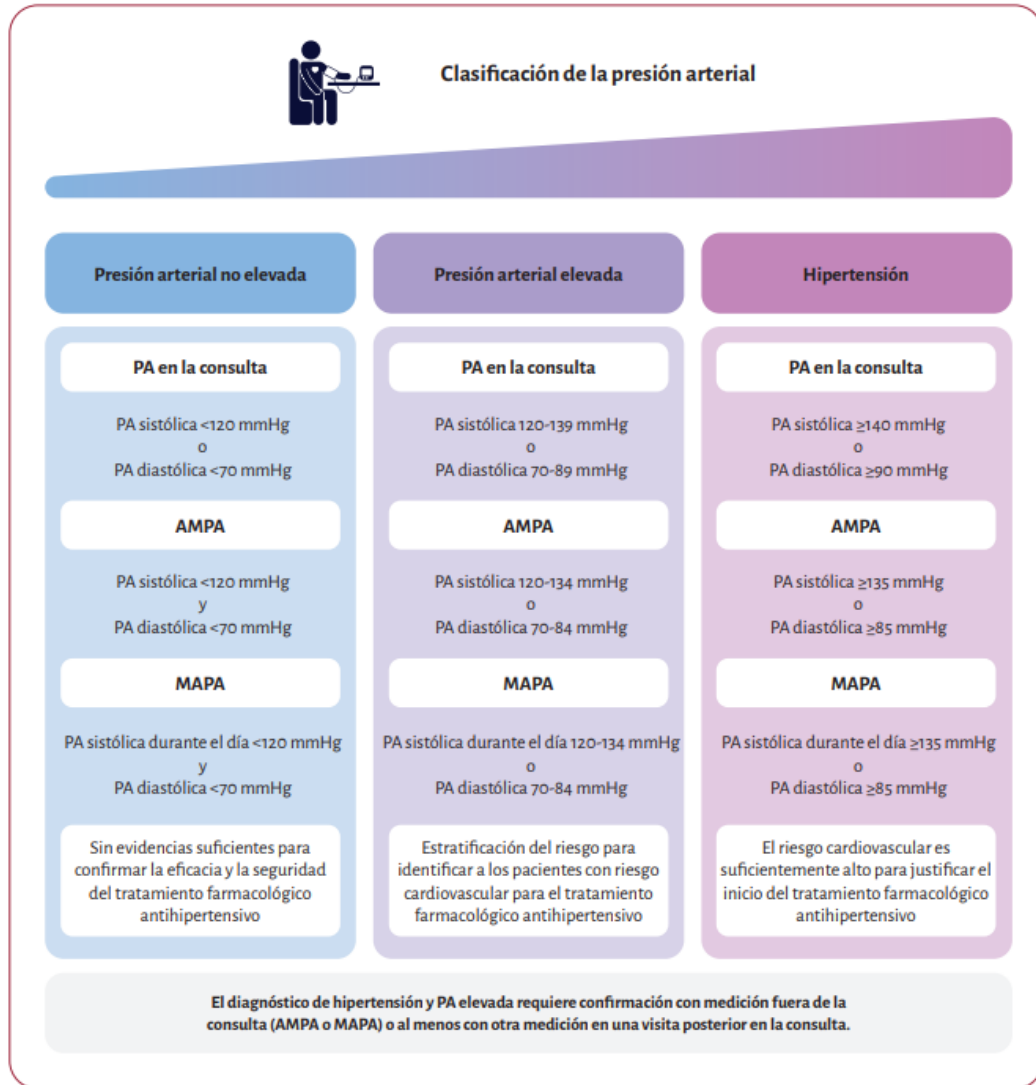 Clasificación de la presión arterial
Presión arterial no elevada
PA en la consulta
PA sistólica <120 mmHg
o
PA diastólica <70 mmHg
AMPA
PA sistólica <120 mmHg
y
PA diastólica <70 mmHg
MAPA
PA sistólica durante el día <120 mmHg
y
PA diastólica <70 mmHg
Sin evidencias suficientes para
confirmar la eficacia y la seguridad
del tratamiento farmacológico
antihipertensivo
Presión arterial elevada
PA en la consulta
PA sistólica 120-139 mmHg
o
PA diastólica 70-89 mmHg
AMPA
PA sistólica 120-134 mmHg
o
PA diastólica 70-84 mmHg
MAPA
PA sistólica durante el día 120-134 mmHg
o
PA diastólica 70-84 mmHg
Estratificación del riesgo para
identificar a los pacientes con riesgo
cardiovascular para el tratamiento
farmacológico antihipertensivo
Hipertensión
PA en la consulta
PA sistólica ≥140 mmHg
o
PA diastólica ≥90 mmHg
AMPA
PA sistólica ≥135 mmHg
o
PA diastólica ≥85 mmHg
MAPA
PA sistólica durante el día ≥135 mmHg
o
PA diastólica ≥85 mmHg
El riesgo cardiovascular es
suficientemente alto para justificar el
inicio del tratamiento farmacológico
antihipertensivo
El diagnóstico de hipertensión y PA elevada requiere confirmación con medición fuera de la
consulta (AMPA o MAPA) o al menos con otra medición en una visita posterior en la consulta.